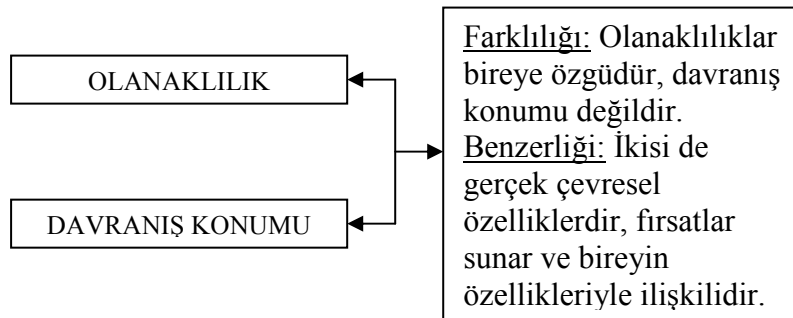 OLANAKLILIK
DAVRANIŞ KONUMU
Farklılığı: Olanaklılıklar
bireye özgüdür, davranış
konumu değildir.
Benzerliği: İkisi de
gerçek çevresel
özelliklerdir, fırsatlar
sunar ve bireyin
özellikleriyle ilişkilidir.